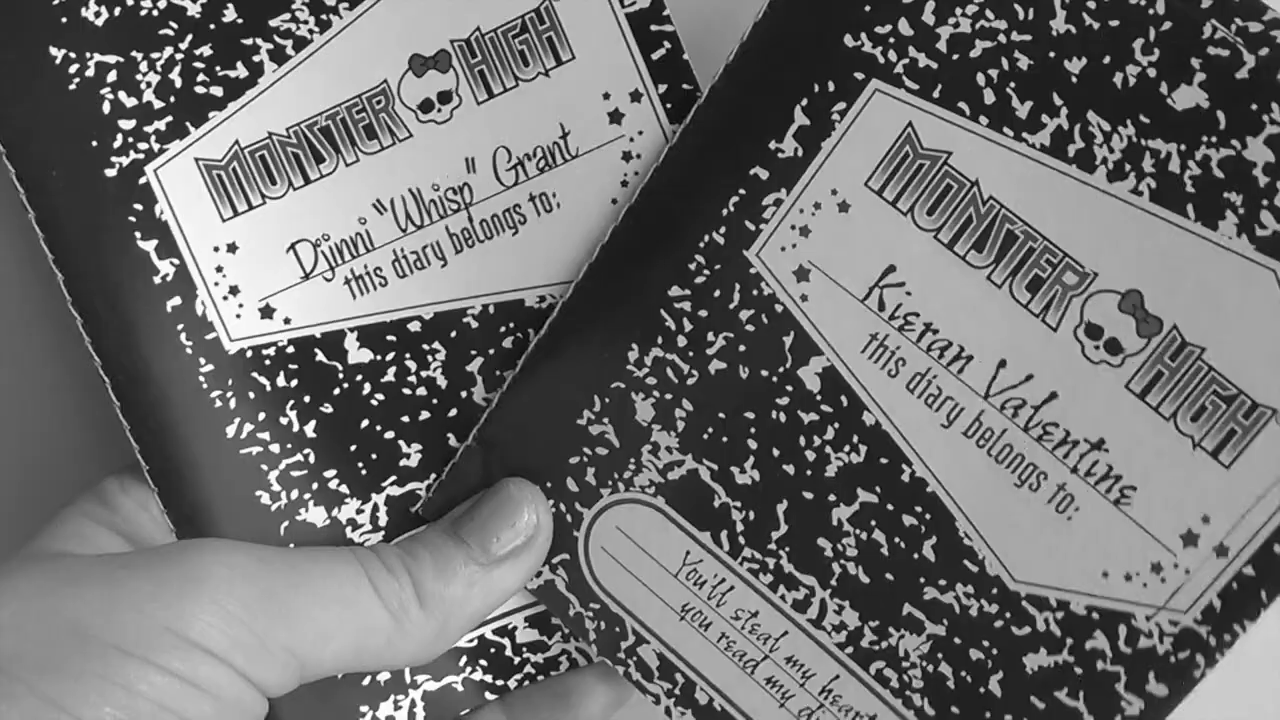 MONSTER HIGH
Djinni "Whisp" Grant
this diary belongs to:
MONSTER HIGH
Kieran Valentine
this diary belongs to:
You'll steal my heart
you read my